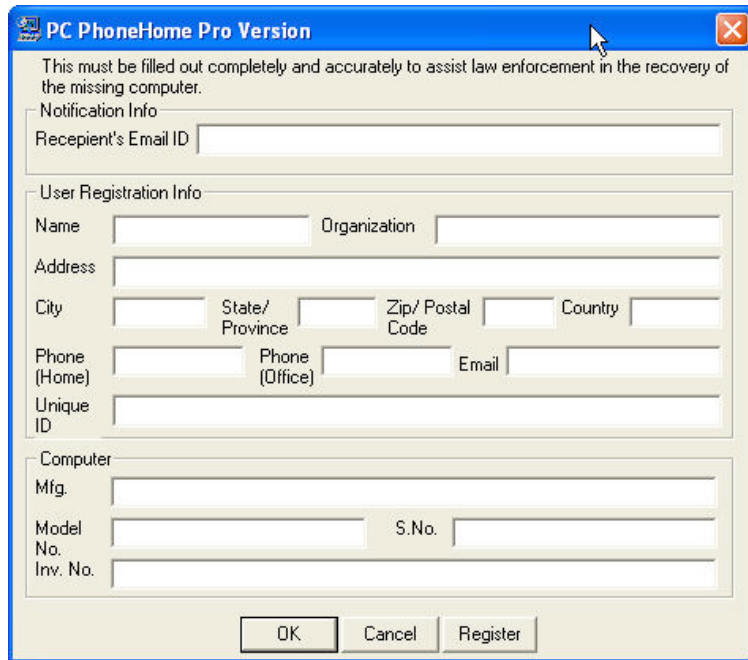 PC PhoneHome Pro Version
This must be filled out completely and accurately to assist law enforcement in the recovery of
the missing computer.
Notification Info
Recepient's Email ID
User Registration Info
Name
Organization
Address
City
State/
Province
Zip/ Postal
Code
Country
Phone
(Home)
Phone
(Office)
Email
Unique
ID
Computer
Mfg.
Model
No.
S.No.
Inv. No.
OK
Cancel
Register